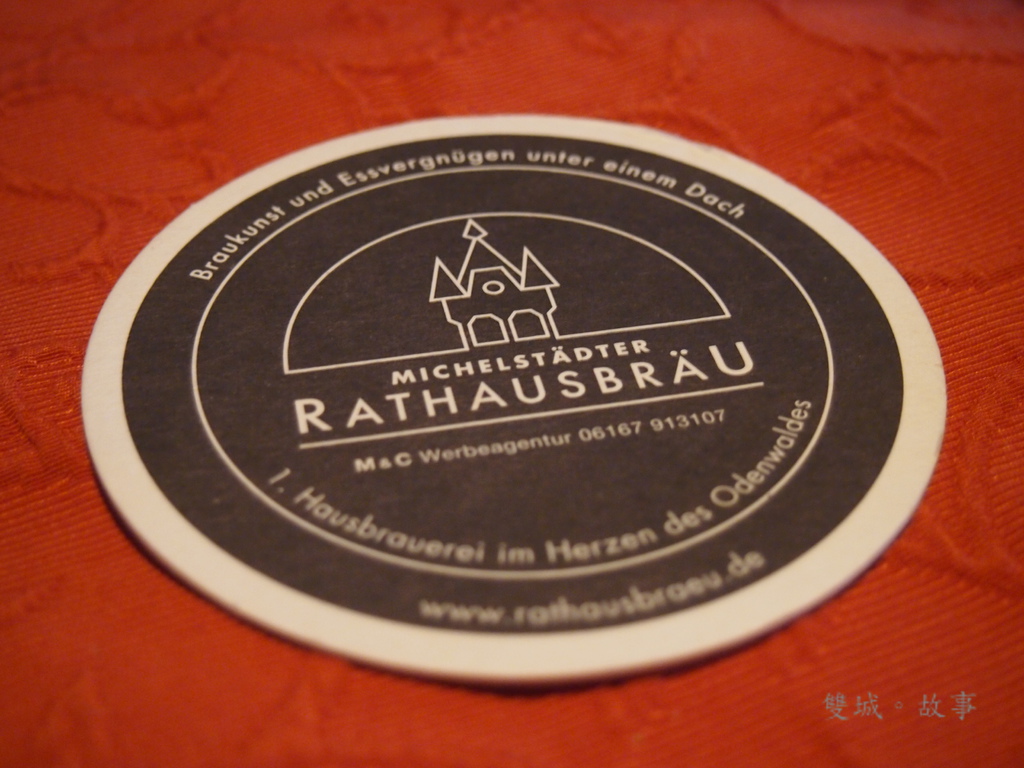 Braukunst und Essvergnügen unter einem Dach
MICHELSTÄDTER
RATHAUSBRÄU
M&C Werbeagentur 06167 913107
1. Hausbrauerei im Herzen des Odenwaldes
www.rathausbraeu.de
雙城。故事